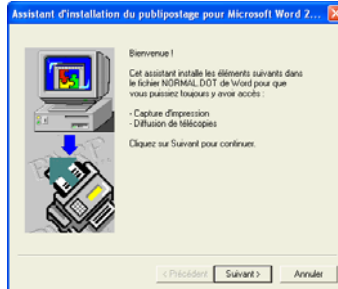 Assistant d'installation du publipostage pour Microsoft Word 2...
Bienvenue !
Cet assistant installe les éléments suivants dans
le fichier NORMAL.DOT de Word pour que
vous puissiez toujours y avoir accès :
- Capture d'impression
- Diffusion de télécopies
Cliquez sur Suivant pour continuer.
< Précédent
Suivant >
Annuler